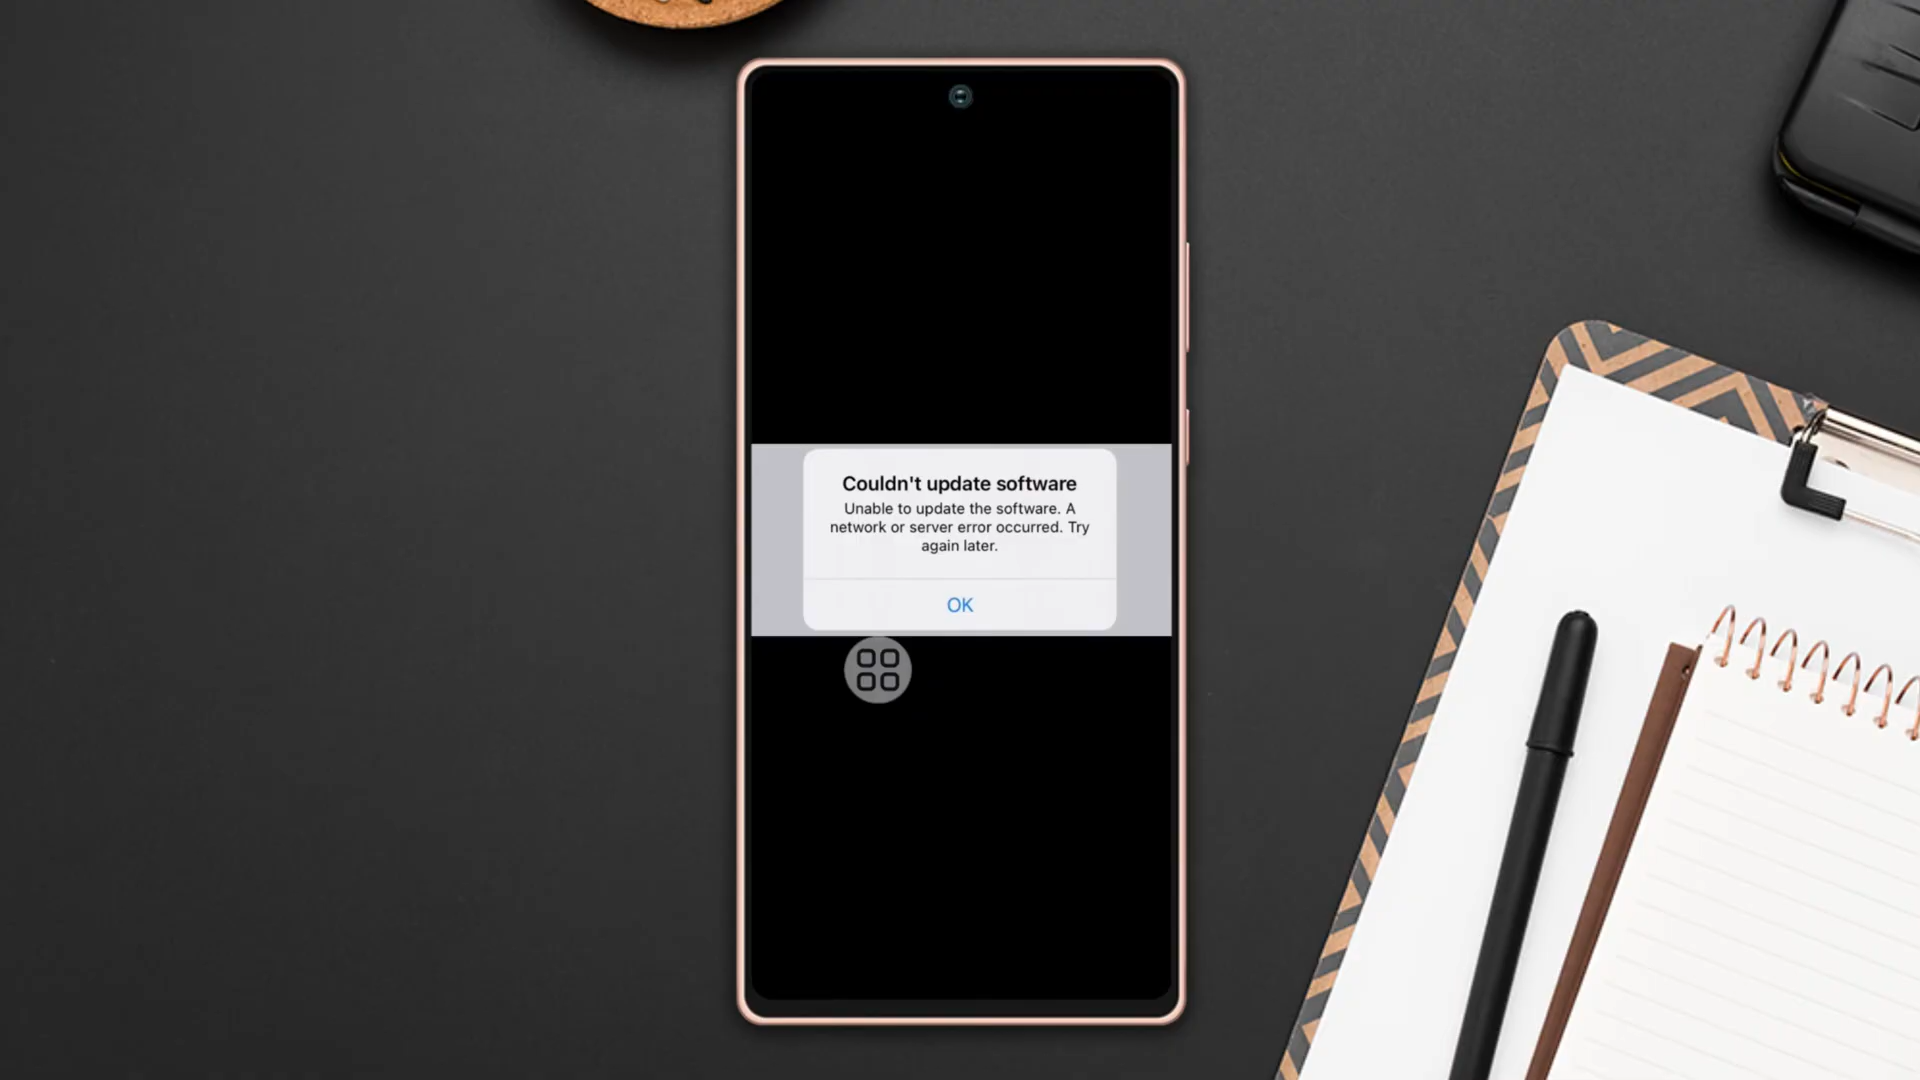 Couldn't update software
Unable to update the software. A
network or server error occurred. Try
again later.
OK